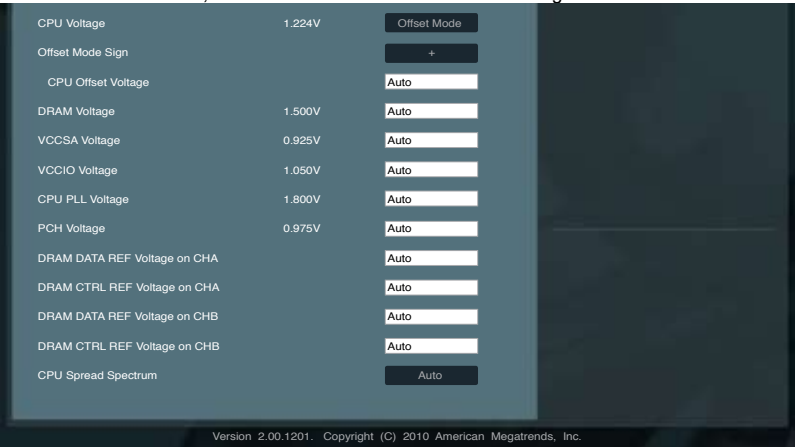 CPU Voltage 1.224V Offset Mode
Offset Mode Sign +
CPU Offset Voltage Auto
DRAM Voltage 1.500V Auto
VCCSA Voltage 0.925V Auto
VCCIO Voltage 1.050V Auto
CPU PLL Voltage 1.800V Auto
PCH Voltage 0.975V Auto
DRAM DATA REF Voltage on CHA Auto
DRAM CTRL REF Voltage on CHA Auto
DRAM DATA REF Voltage on CHB Auto
DRAM CTRL REF Voltage on CHB Auto
CPU Spread Spectrum Auto
Version 2.00.1201. Copyright (C) 2010 American Megatrends, Inc.